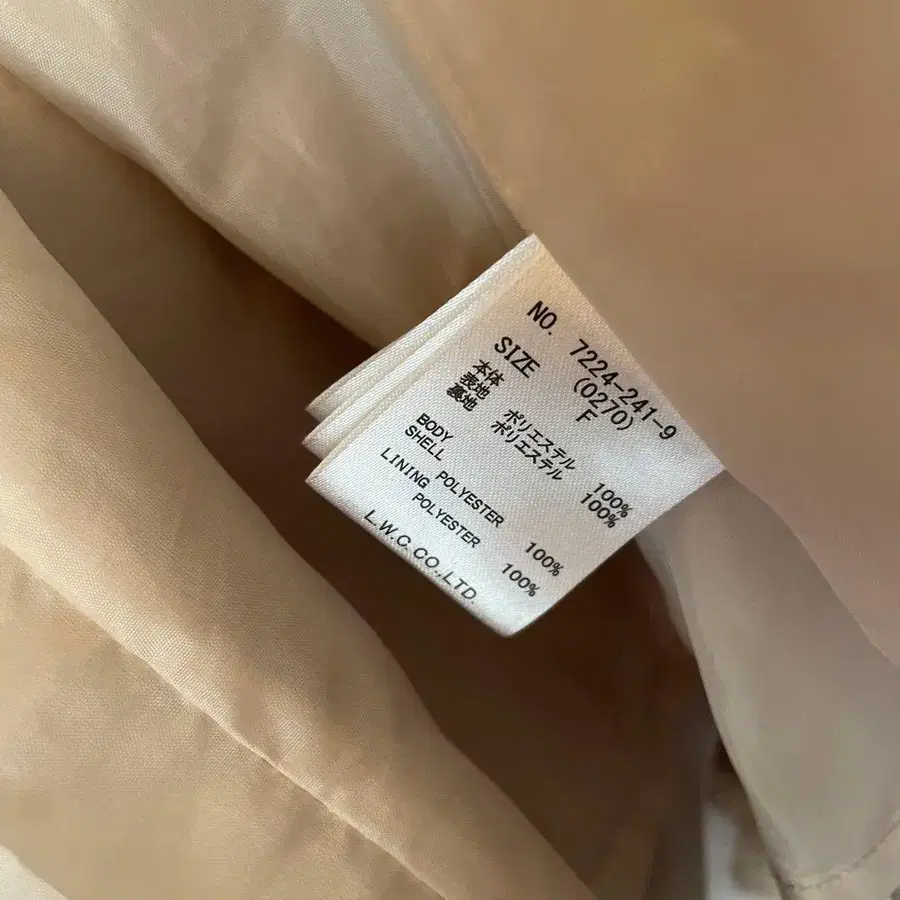 NO. 7224-241-9
(0270)
SIZE F
本体
表地 ポリエステル 100%
裏地 ポリエステル 100%
BODY
SHELL POLYESTER 100%
LINING POLYESTER 100%
L.W.C.CO.,LTD.